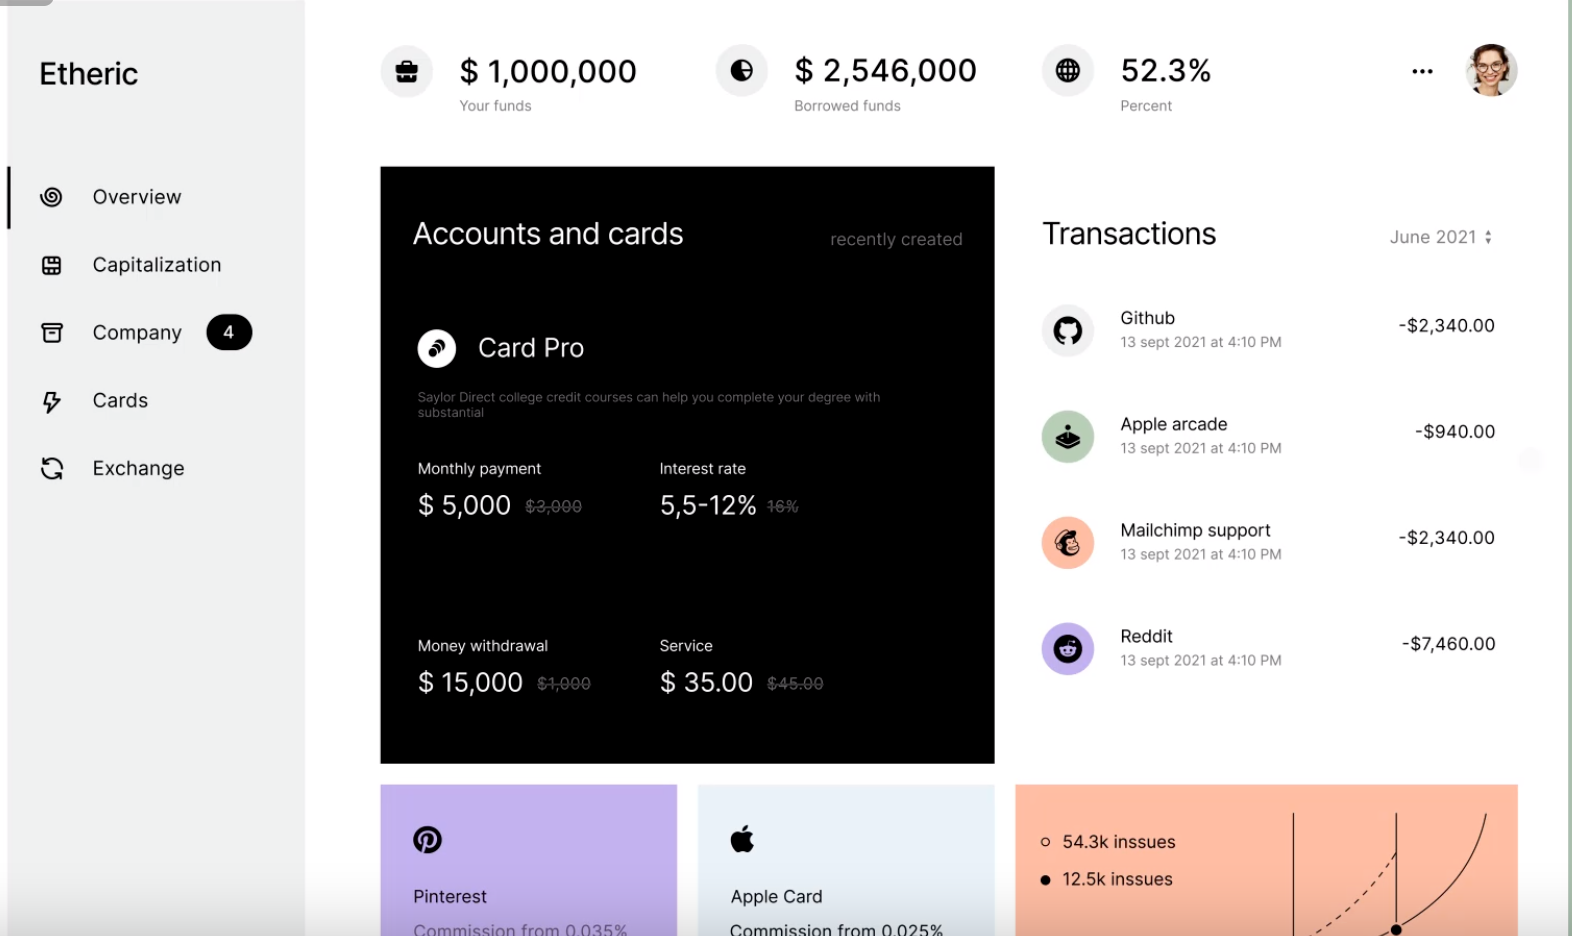 Etheric
Overview
Capitalization
Company 4
Cards
Exchange
$ 1,000,000
Your funds
$ 2,546,000
Borrowed funds
52.3%
Percent
Accounts and cards
recently created
Card Pro
Saylor Direct college credit courses can help you complete your degree with
substantial
Monthly payment
$ 5,000 $3,000
Interest rate
5,5-12% 16%
Money withdrawal
$ 15,000 $1,000
Service
$ 35.00 $45.00
Transactions
June 2021
Github
13 sept 2021 at 4:10 PM
-$2,340.00
Apple arcade
13 sept 2021 at 4:10 PM
-$940.00
Mailchimp support
13 sept 2021 at 4:10 PM
-$2,340.00
Reddit
13 sept 2021 at 4:10 PM
-$7,460.00
Pinterest
Commission from 0.035%
Apple Card
Commission from 0.025%
54.3k inssues
12.5k inssues